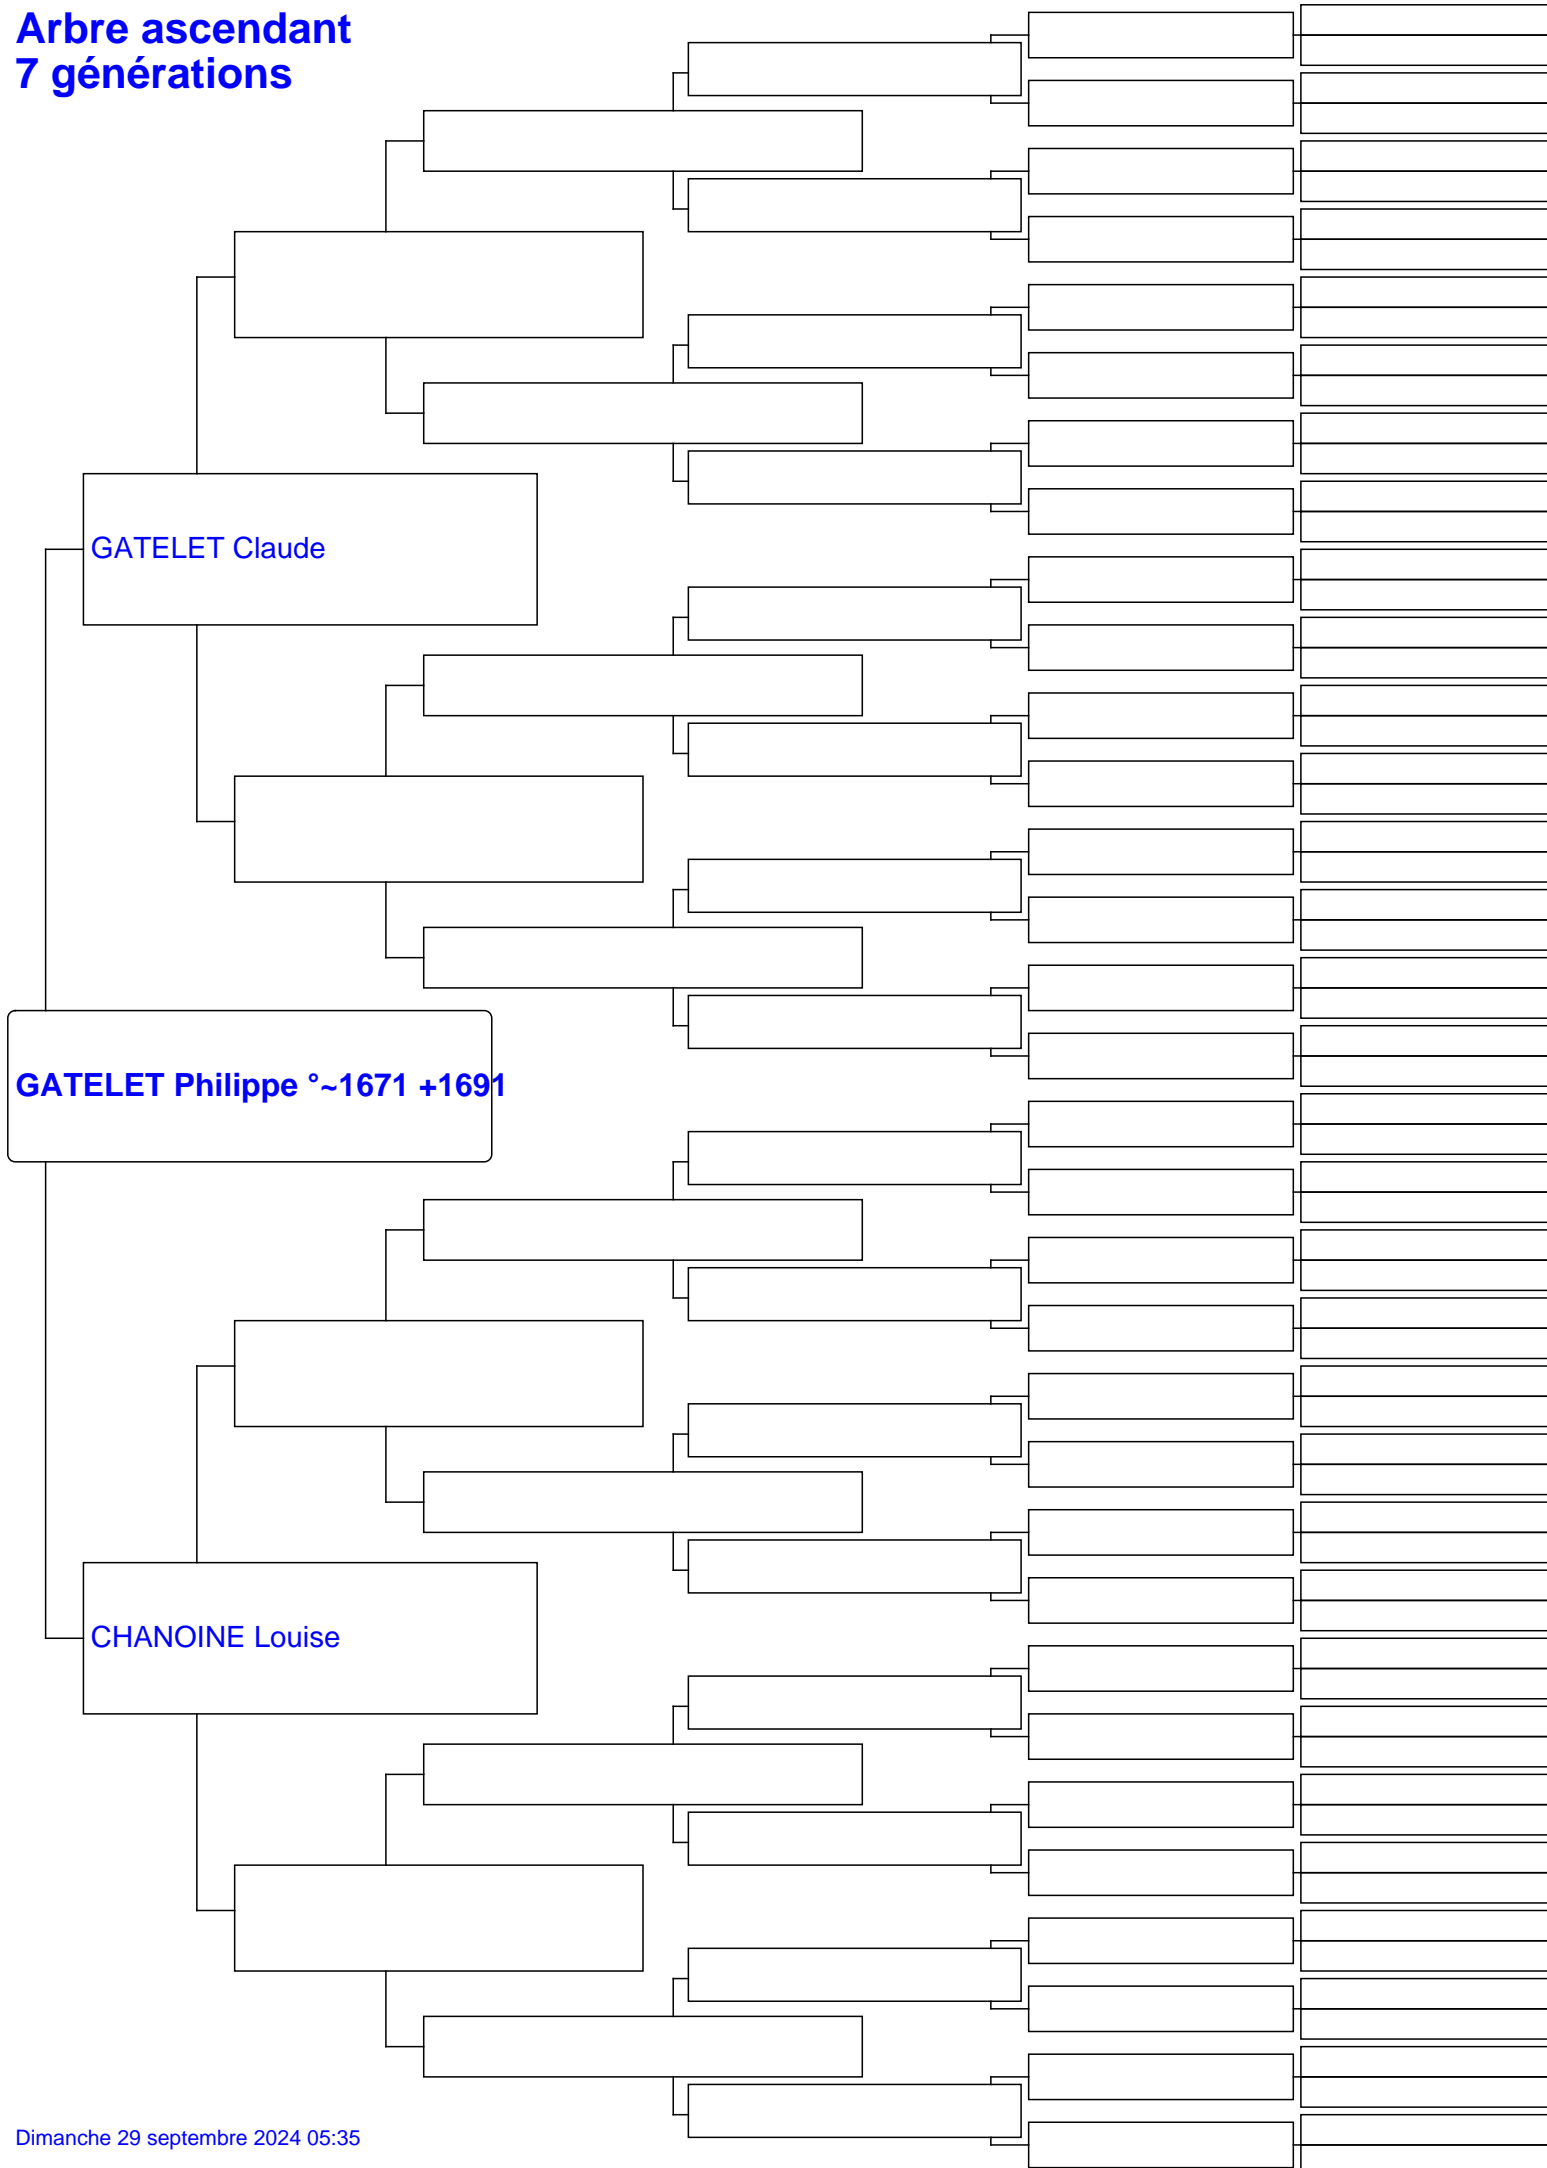 Arbre ascendant
7 générations
GATELET Claude
GATELET Philippe °~1671 +1691
CHANOINE Louise
Dimanche 29 septembre 2024 05:35